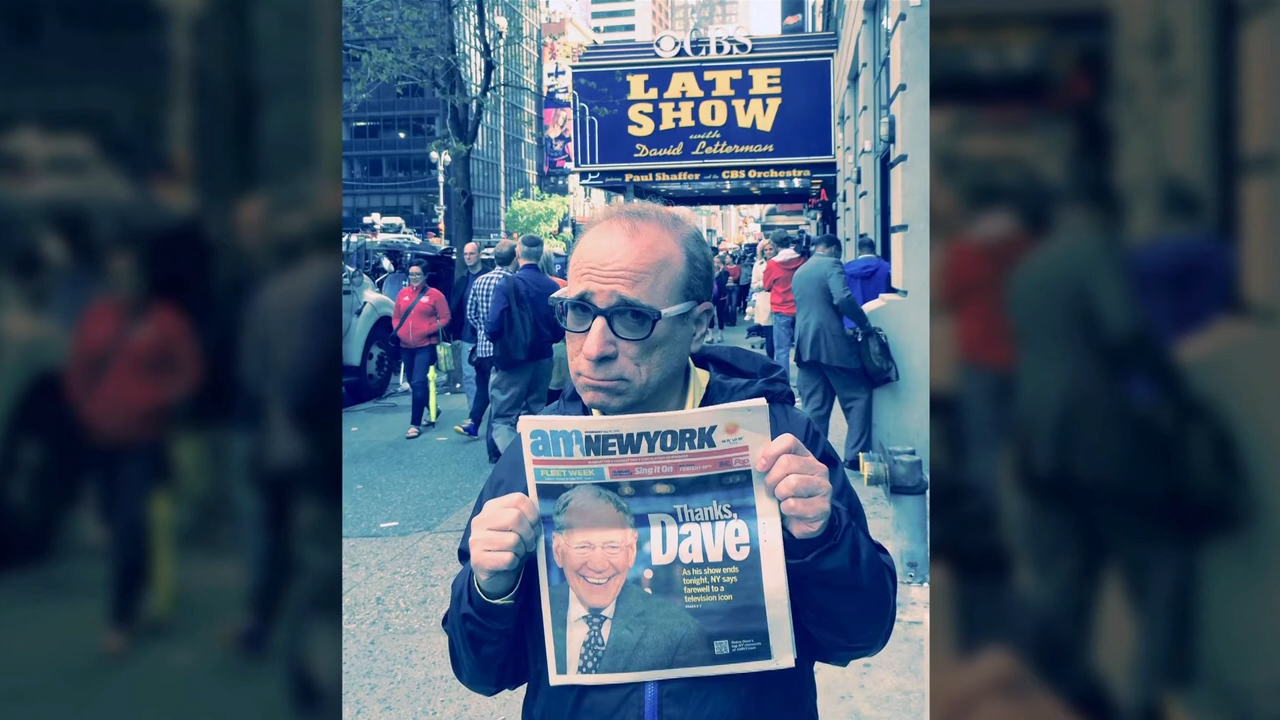 CBS
LATE
SHOW
with
David Letterman
Paul Shaffer and the CBS Orchestra
amNEWYORK
FLEET WEEK
Sing it On
Thanks,
Dave
As his show ends
tonight, NY says
farewell to a
television icon